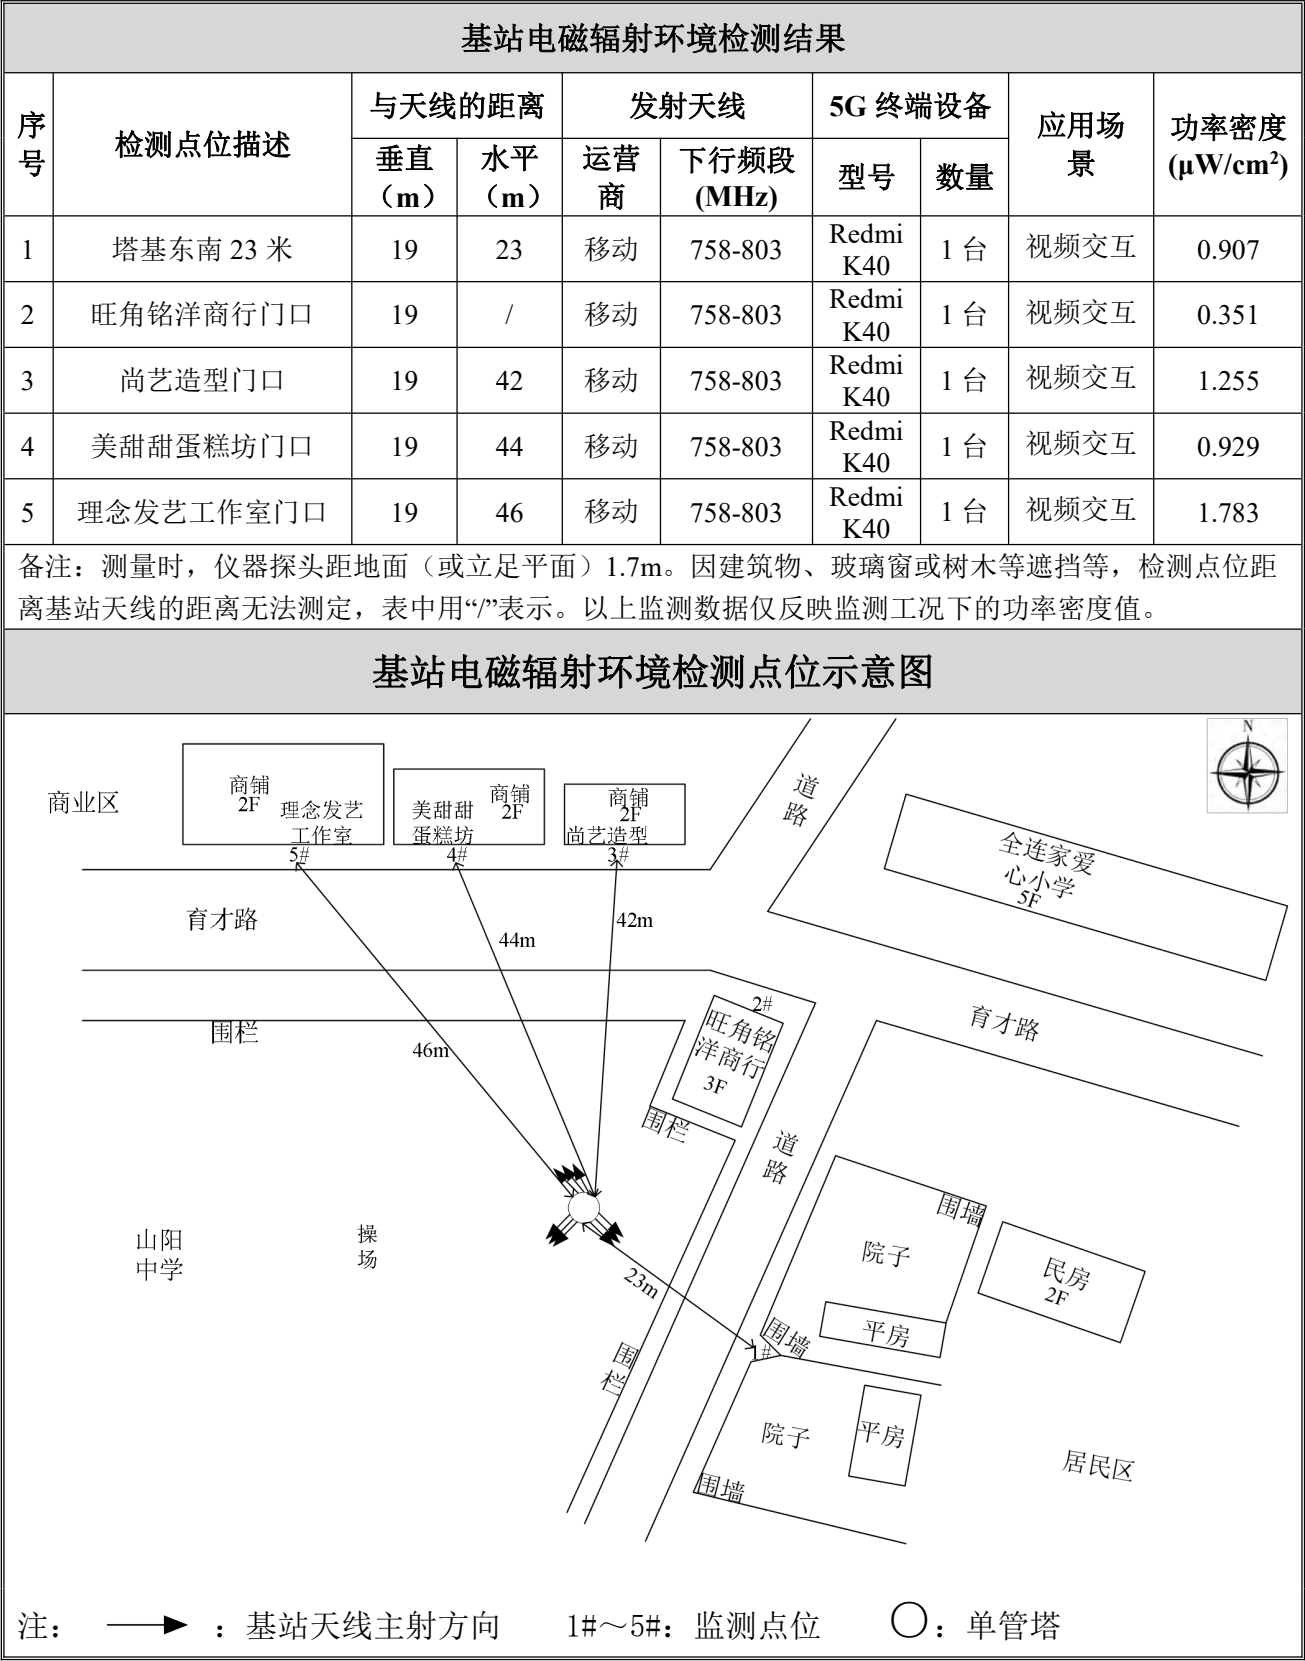 基站电磁辐射环境检测结果
序号 检测点位描述 与天线的距离 发射天线 5G 终端设备 应用场景 功率密度(μW/cm²)
垂直（m） 水平（m） 运营商 下行频段(MHz) 型号 数量
1 塔基东南 23 米 19 23 移动 758-803 Redmi K40 1 台 视频交互 0.907
2 旺角铭洋商行门口 19 / 移动 758-803 Redmi K40 1 台 视频交互 0.351
3 尚艺造型门口 19 42 移动 758-803 Redmi K40 1 台 视频交互 1.255
4 美甜甜蛋糕坊门口 19 44 移动 758-803 Redmi K40 1 台 视频交互 0.929
5 理念发艺工作室门口 19 46 移动 758-803 Redmi K40 1 台 视频交互 1.783
备注：测量时，仪器探头距地面（或立足平面）1.7m。因建筑物、玻璃窗或树木等遮挡等，检测点位距
离基站天线的距离无法测定，表中用“/”表示。以上监测数据仅反映监测工况下的功率密度值。
基站电磁辐射环境检测点位示意图
N
商业区
商铺
2F
理念发艺
工作室
5#
美甜甜
蛋糕坊
商铺
2F
4#
商铺
2F
尚艺造型
3#
道路
全连家爱
心小学
5F
育才路
44m
42m
围栏
46m
2#
旺角铭
洋商行
3F
育才路
围栏
道路
山阳
中学
操场
23m
围墙
院子
民房
2F
平房
围墙
1#
围栏
院子
平房
围墙
居民区
注： ：基站天线主射方向 1#～5#：监测点位 ：单管塔